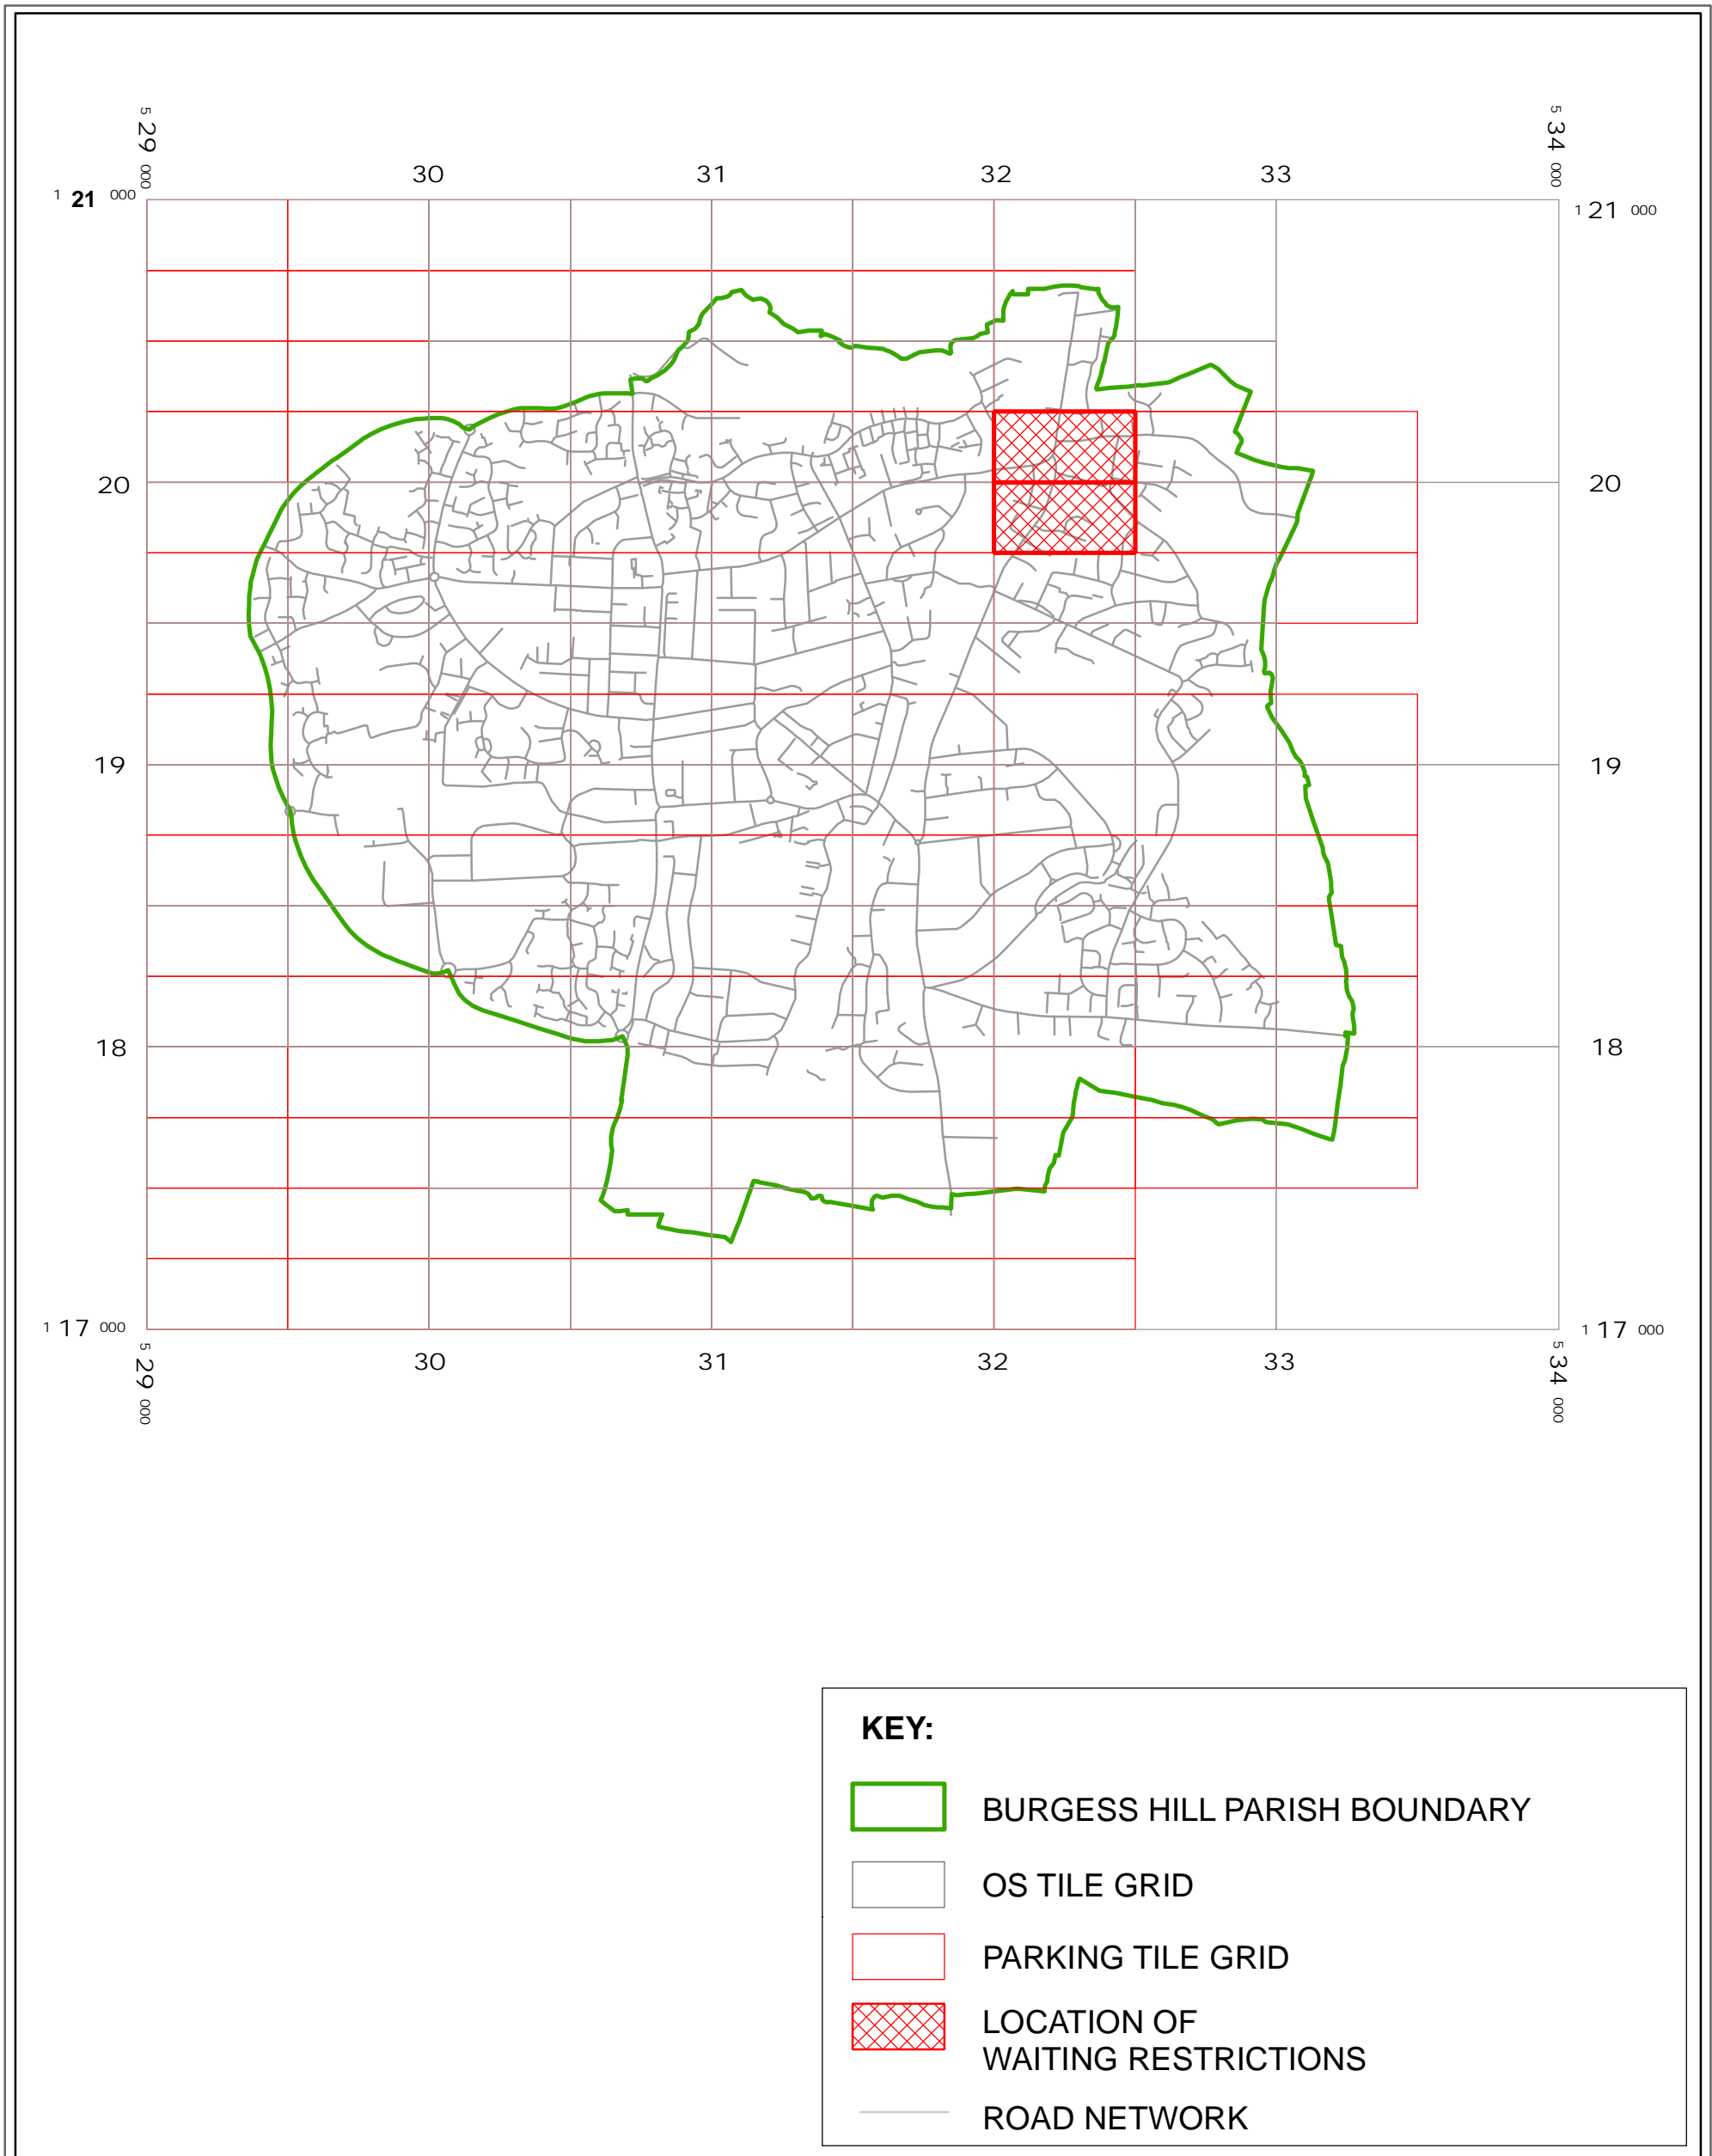 5 29 000
5 34 000
30 31 32 33
1 21 000
1 21 000
20 20
19 19
18 18
1 17 000
1 17 000
30 31 32 33
5 29 000
5 34 000
KEY:
BURGESS HILL PARISH BOUNDARY
OS TILE GRID
PARKING TILE GRID
LOCATION OF
WAITING RESTRICTIONS
ROAD NETWORK